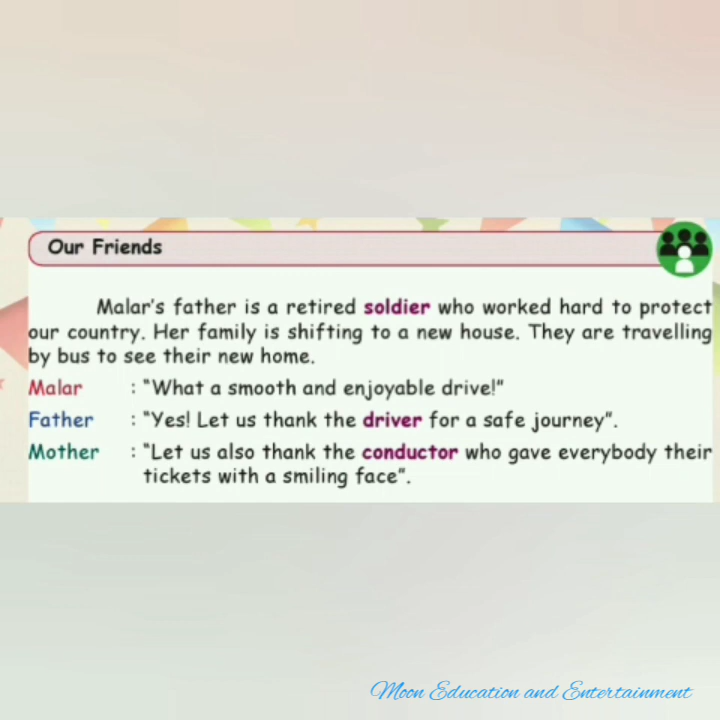 Our Friends
Malar's father is a retired soldier who worked hard to protect
our country. Her family is shifting to a new house. They are travelling
by bus to see their new home.
Malar : "What a smooth and enjoyable drive!"
Father : "Yes! Let us thank the driver for a safe journey".
Mother : "Let us also thank the conductor who gave everybody their
tickets with a smiling face".
Moon Education and Entertainment